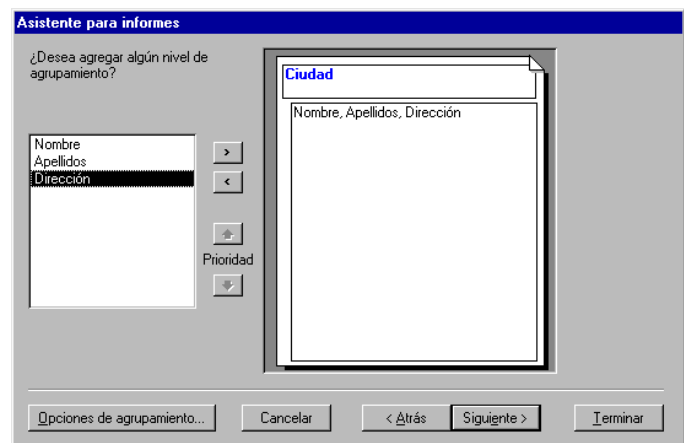 Asistente para informes
¿Desea agregar algún nivel de
agrupamiento?
Ciudad
Nombre, Apellidos, Dirección
Nombre
Apellidos
Dirección
>
<
Prioridad
Opciones de agrupamiento...
Cancelar
< Atrás
Siguiente >
Terminar